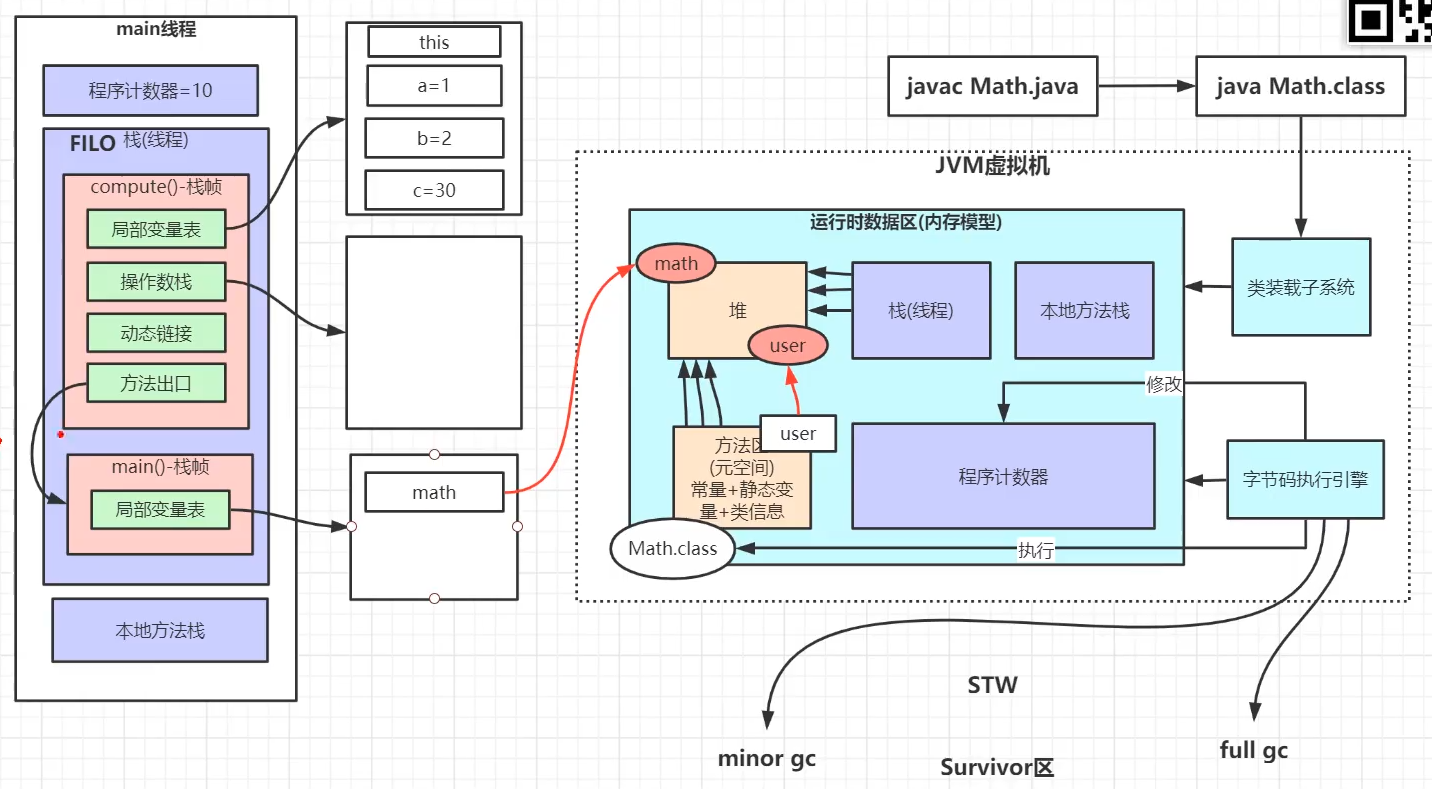 main线程
程序计数器=10
FILO 栈(线程)
compute()-栈帧
局部变量表
操作数栈
动态链接
方法出口
main()-栈帧
局部变量表
本地方法栈
this
a=1
b=2
c=30
math
javac Math.java
java Math.class
JVM虚拟机
运行时数据区(内存模型)
math
堆
user
栈(线程)
本地方法栈
类装载子系统
修改
user
方法区
(元空间)
常量+静态变
量+类信息
程序计数器
字节码执行引擎
Math.class
执行
STW
minor gc
full gc
Survivor区